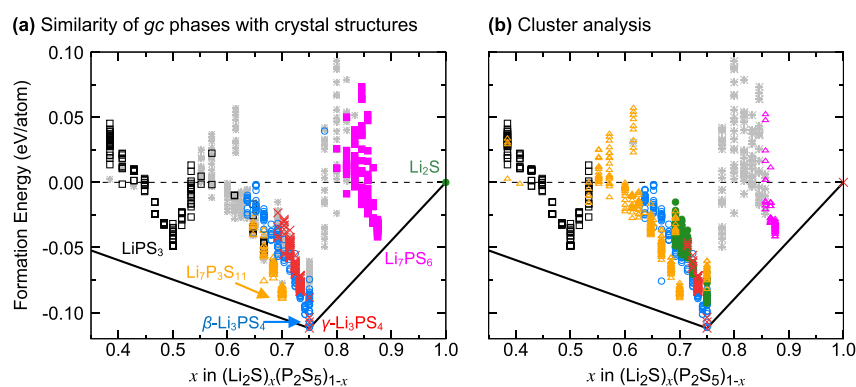 (a) Similarity of gc phases with crystal structures
(b) Cluster analysis
Formation Energy (eV/atom)
0.10
0.05
0.00
-0.05
-0.10
LiPS3
Li7P3S11
β-Li3PS4
γ-Li3PS4
Li7PS6
Li2S
0.4 0.5 0.6 0.7 0.8 0.9 1.0
x in (Li2S)x(P2S5)1-x
0.4 0.5 0.6 0.7 0.8 0.9 1.0
x in (Li2S)x(P2S5)1-x